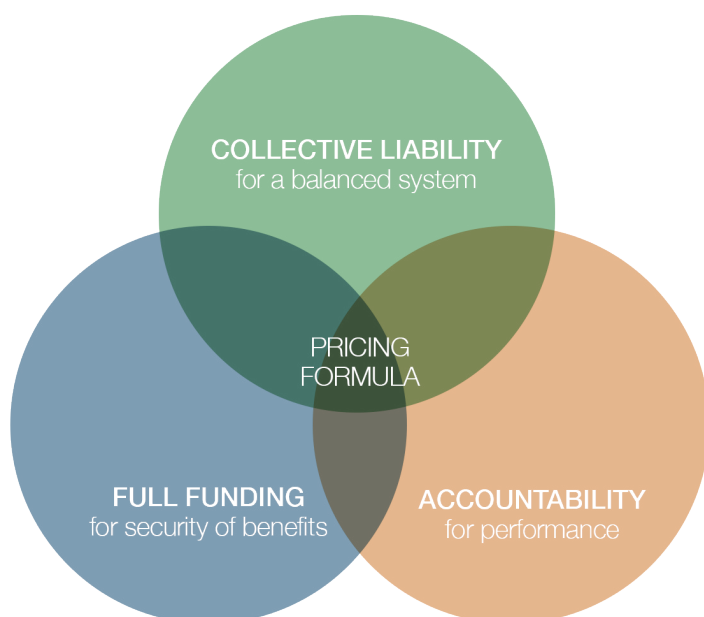 COLLECTIVE LIABILITY
for a balanced system
PRICING
FORMULA
FULL FUNDING
for security of benefits
ACCOUNTABILITY
for performance